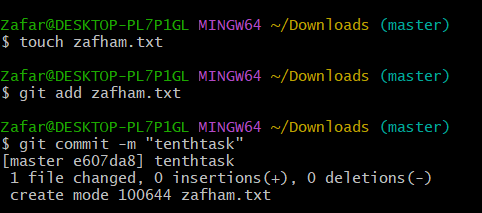 Zafar@DESKTOP-PL7P1GL MINGW64 ~/Downloads (master)
$ touch zafham.txt
Zafar@DESKTOP-PL7P1GL MINGW64 ~/Downloads (master)
$ git add zafham.txt
Zafar@DESKTOP-PL7P1GL MINGW64 ~/Downloads (master)
$ git commit -m "tenthtask"
[master e607da8] tenthtask
 1 file changed, 0 insertions(+), 0 deletions(-)
 create mode 100644 zafham.txt